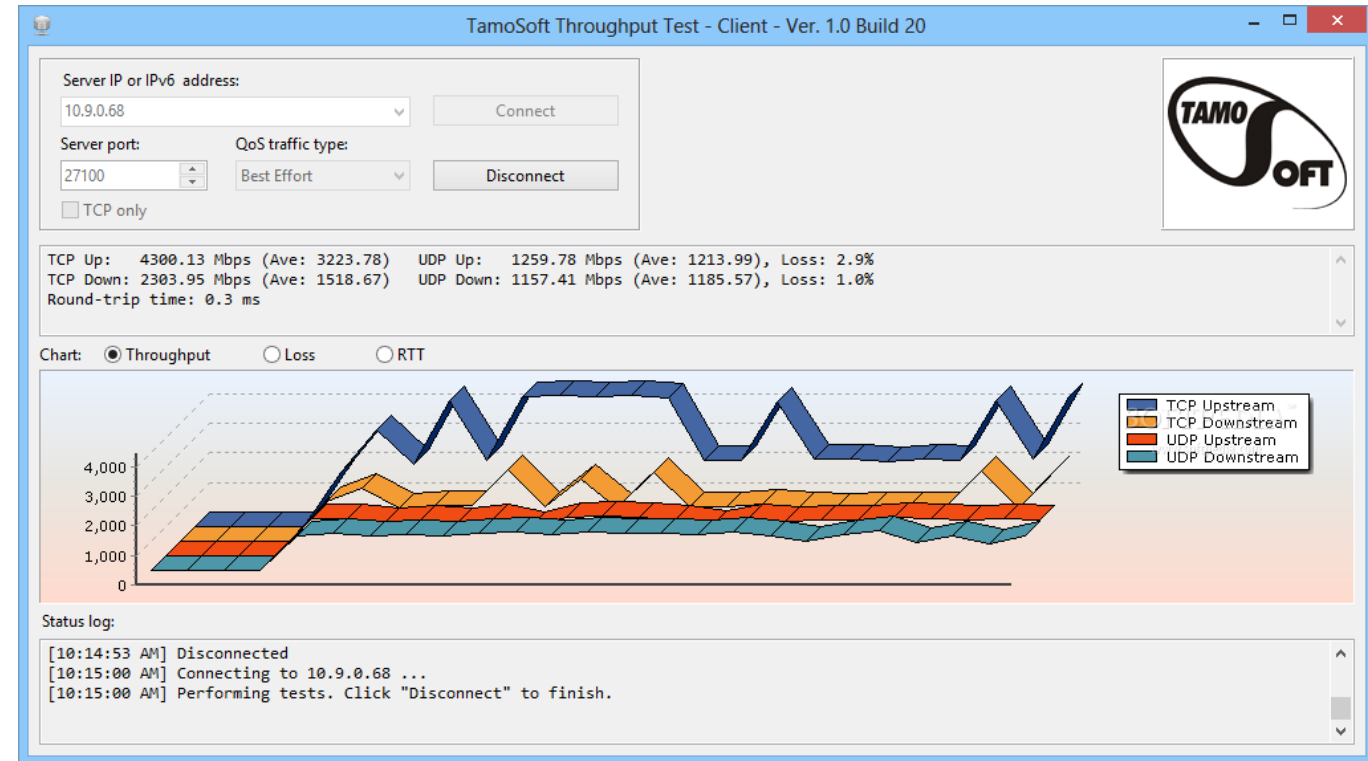 TamoSoft Throughput Test - Client - Ver. 1.0 Build 20
Server IP or IPv6 address:
10.9.0.68
Connect
Server port:
QoS traffic type:
27100
Best Effort
Disconnect
TCP only
TAMO
SOFT
TCP Up: 4300.13 Mbps (Ave: 3223.78) UDP Up: 1259.78 Mbps (Ave: 1213.99), Loss: 2.9%
TCP Down: 2303.95 Mbps (Ave: 1518.67) UDP Down: 1157.41 Mbps (Ave: 1185.57), Loss: 1.0%
Round-trip time: 0.3 ms
Chart: Throughput Loss RTT
TCP Upstream
TCP Downstream
UDP Upstream
UDP Downstream
4,000
3,000
2,000
1,000
0
Status log:
[10:14:53 AM] Disconnected
[10:15:00 AM] Connecting to 10.9.0.68 ...
[10:15:00 AM] Performing tests. Click "Disconnect" to finish.